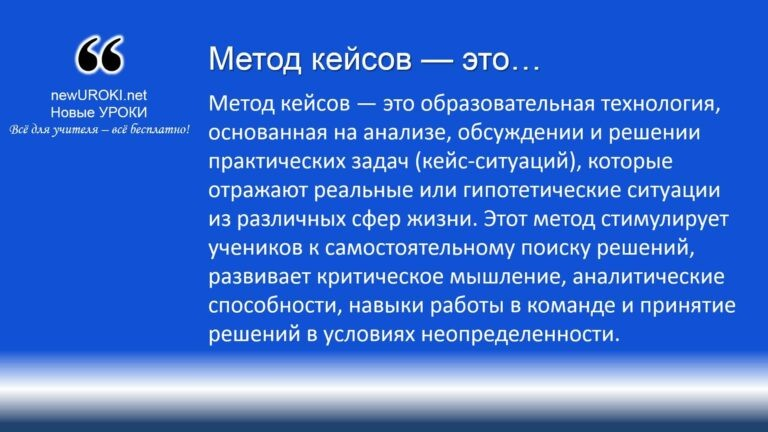 newUROKI.net
Новые УРОКИ
Всё для учителя – всё бесплатно!
Метод кейсов — это…
Метод кейсов — это образовательная технология,
основанная на анализе, обсуждении и решении
практических задач (кейс-ситуаций), которые
отражают реальные или гипотетические ситуации
из различных сфер жизни. Этот метод стимулирует
учеников к самостоятельному поиску решений,
развивает критическое мышление, аналитические
способности, навыки работы в команде и принятие
решений в условиях неопределенности.